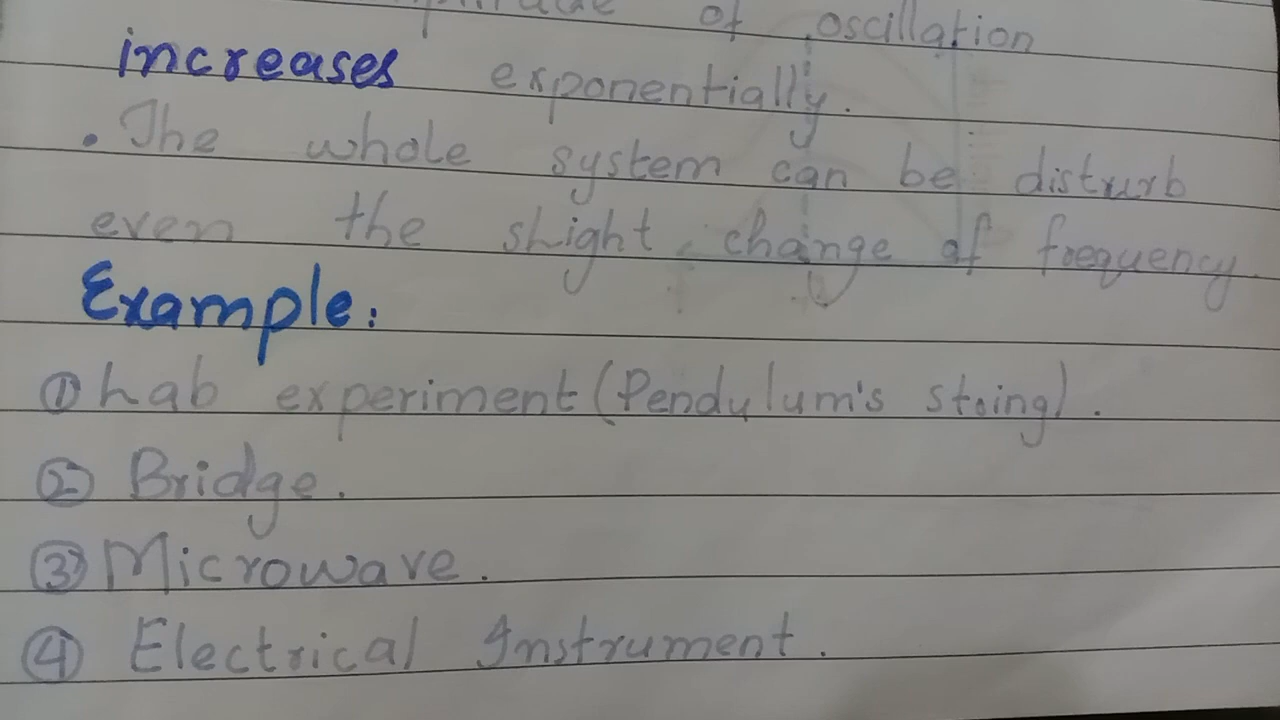 of oscillation
increases exponentially.
. The whole system can be disturb
even the slight change of frequency.
Example:
① Lab experiment (Pendulum's string).
② Bridge.
③ Microwave.
④ Electrical Instrument.